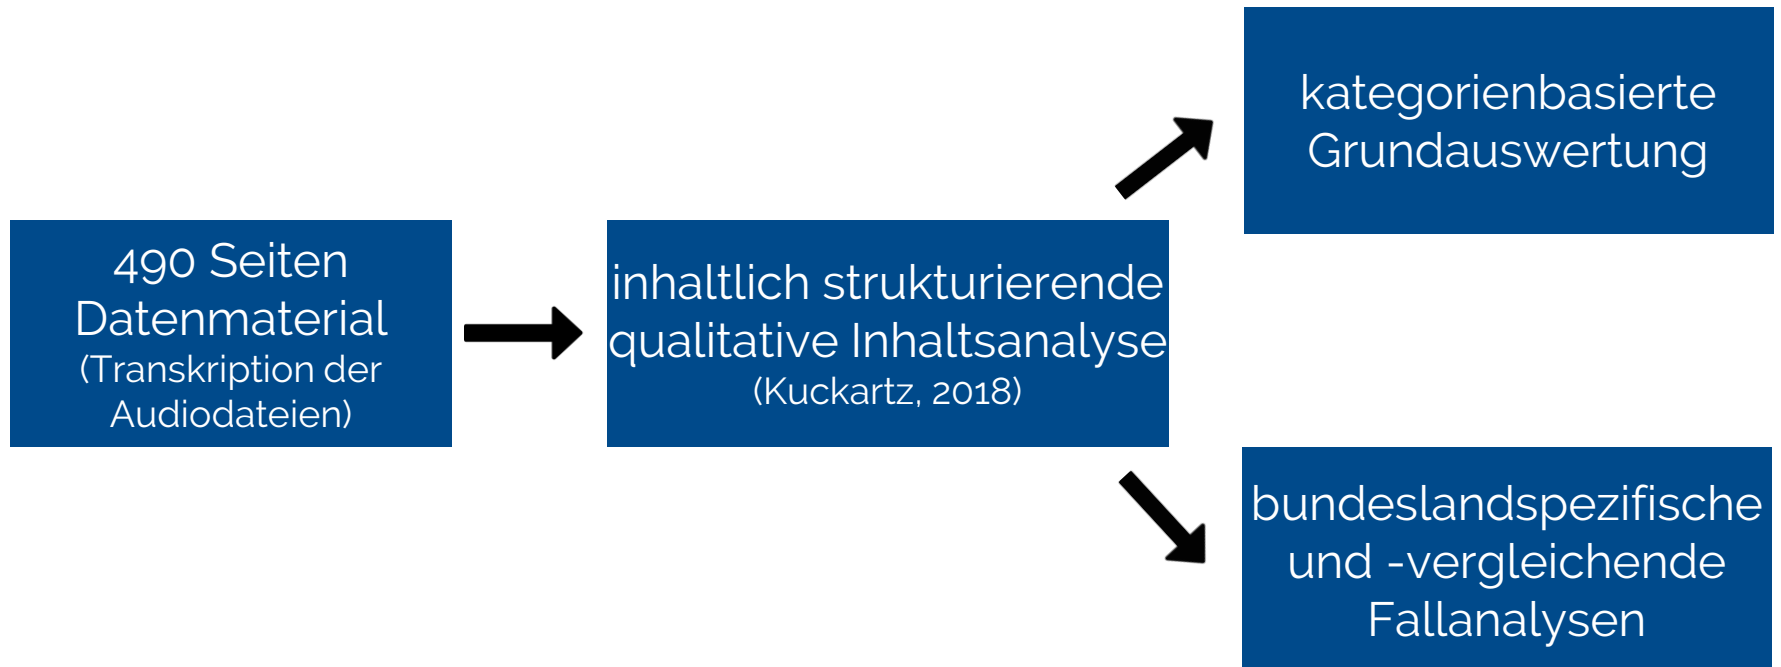 490 Seiten
Datenmaterial
(Transkription der
Audiodateien)
inhaltlich strukturierende
qualitative Inhaltsanalyse
(Kuckartz, 2018)
kategorienbasierte
Grundauswertung
bundeslandspezifische
und -vergleichende
Fallanalysen